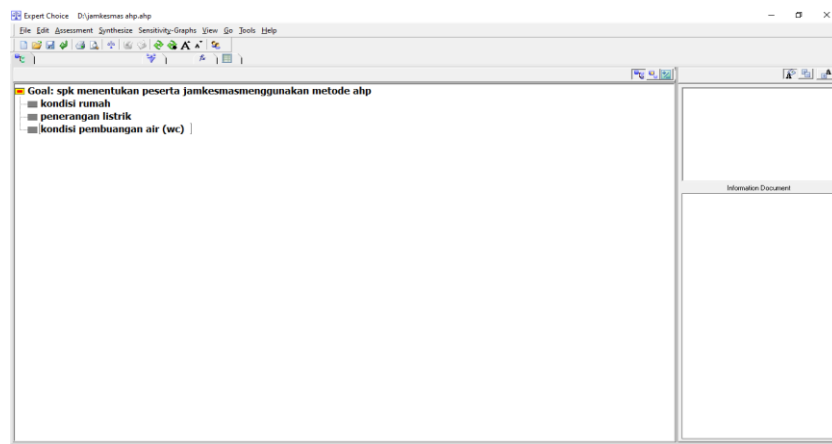 Expert Choice D:\jamkesmas ahp.ahp
File Edit Assessment Synthesize Sensitivity-Graphs View Go Tools Help
Goal: spk menentukan peserta jamkesmasmenggunakan metode ahp
kondisi rumah
penerangan listrik
kondisi pembuangan air (wc)
Information Document